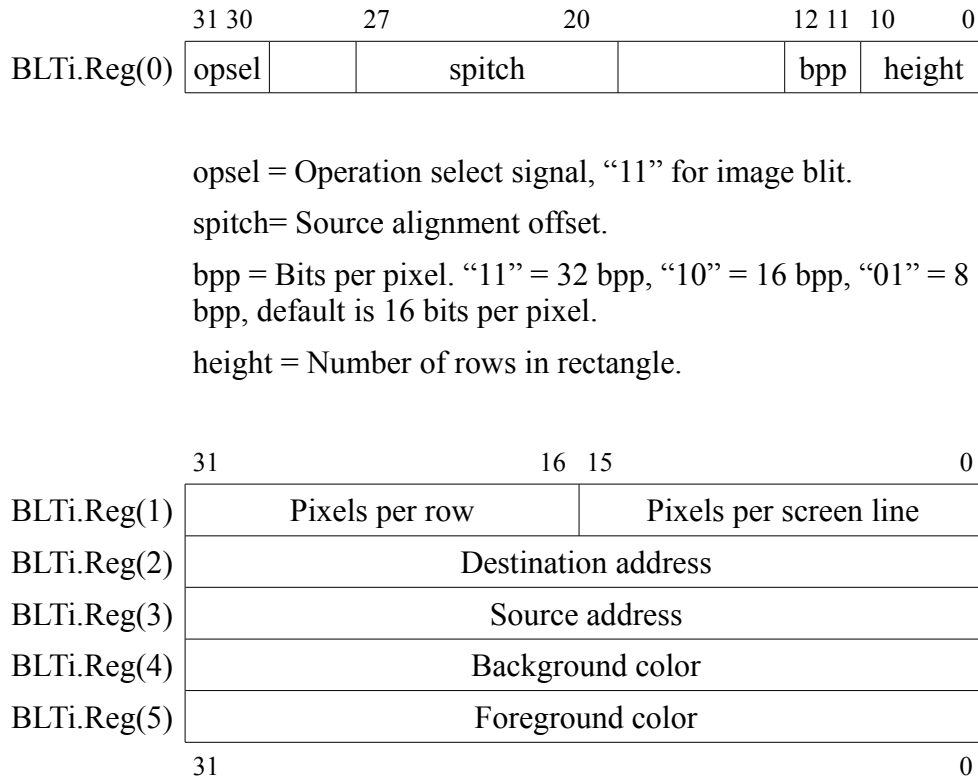 31 30 27 20 12 11 10 0
BLTi.Reg(0) opsel spitch bpp height
opsel = Operation select signal, “11” for image blit.
spitch= Source alignment offset.
bpp = Bits per pixel. “11” = 32 bpp, “10” = 16 bpp, “01” = 8
bpp, default is 16 bits per pixel.
height = Number of rows in rectangle.
31 16 15 0
BLTi.Reg(1) Pixels per row Pixels per screen line
BLTi.Reg(2) Destination address
BLTi.Reg(3) Source address
BLTi.Reg(4) Background color
BLTi.Reg(5) Foreground color
31 0